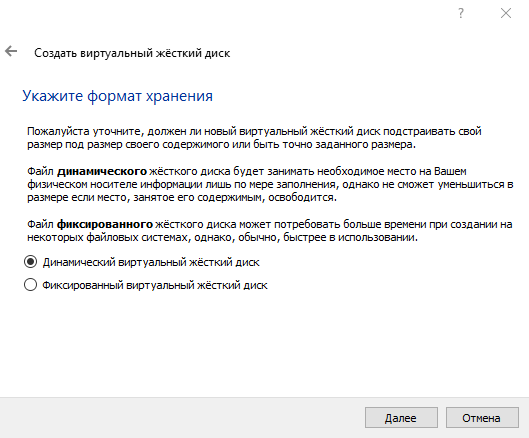 ?
Создать виртуальный жёсткий диск
Укажите формат хранения
Пожалуйста уточните, должен ли новый виртуальный жёсткий диск подстраивать свой
размер под размер своего содержимого или быть точно заданного размера.
Файл динамического жёсткого диска будет занимать необходимое место на Вашем
физическом носителе информации лишь по мере заполнения, однако не сможет уменьшиться в
размере если место, занятое его содержимым, освободится.
Файл фиксированного жёсткого диска может потребовать больше времени при создании на
некоторых файловых системах, однако, обычно, быстрее в использовании.
Динамический виртуальный жёсткий диск
Фиксированный виртуальный жёсткий диск
Далее
Отмена